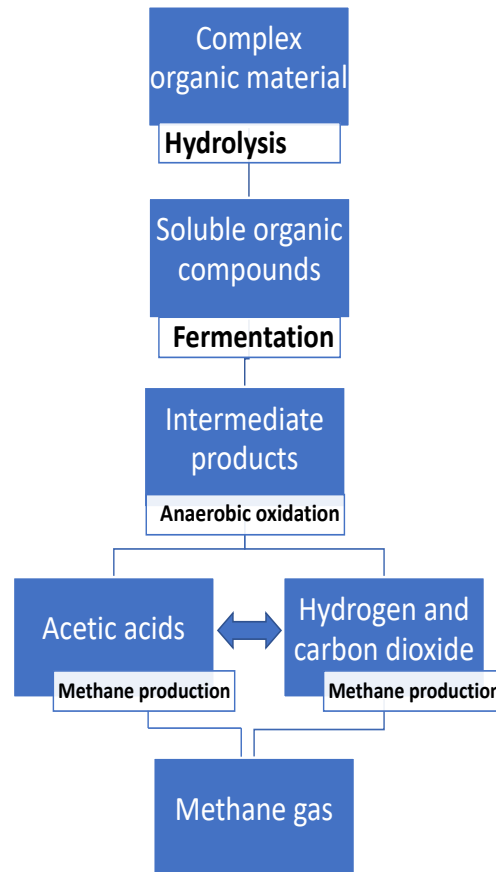 Complex
organic material
Hydrolysis
Soluble organic
compounds
Fermentation
Intermediate
products
Anaerobic oxidation
Acetic acids
Hydrogen and
carbon dioxide
Methane production
Methane production
Methane gas